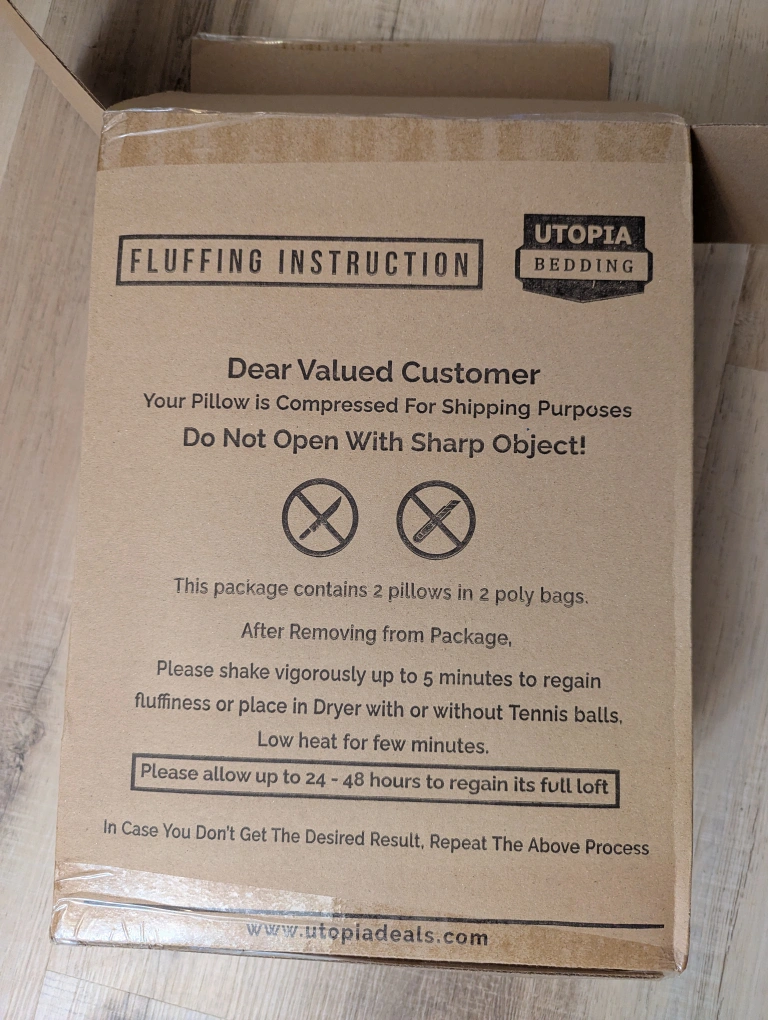 FLUFFING INSTRUCTION
UTOPIA
BEDDING
Dear Valued Customer
Your Pillow is Compressed For Shipping Purposes
Do Not Open With Sharp Object!
This package contains 2 pillows in 2 poly bags.
After Removing from Package,
Please shake vigorously up to 5 minutes to regain
fluffiness or place in Dryer with or without Tennis balls,
Low heat for few minutes.
Please allow up to 24 - 48 hours to regain its full loft
In Case You Don't Get The Desired Result, Repeat The Above Process
www.utopiadeals.com